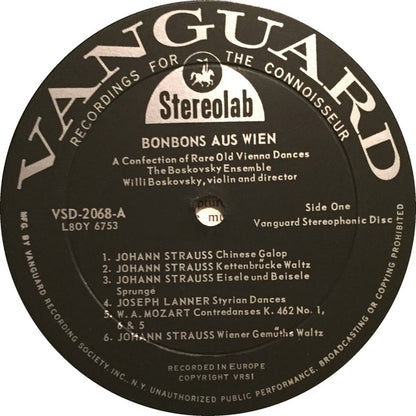 VANGUARD
RECORDINGS FOR THE CONNOISSEUR
Stereolab
BONBONS AUS WIEN
A Confection of Rare Old Vienna Dances
The Boskovsky Ensemble
Willi Boskovsky, violin and director
VSD-2068-A
L8OY 6753
Side One
Vanguard Stereophonic Disc
1. JOHANN STRAUSS Chinese Galop
2. JOHANN STRAUSS Kettenbrücke Waltz
3. JOHANN STRAUSS Eisele und Beisele
Sprunge
4. JOSEPH LANNER Styrian Dances
5. W. A. MOZART Contredanses K. 462 No. 1,
6 & 5
6. JOHANN STRAUSS Wiener Gemüths Waltz
RECORDED IN EUROPE
COPYRIGHT VRSI
MFG. BY VANGUARD RECORDING SOCIETY, INC., N.Y. UNAUTHORIZED PUBLIC PERFORMANCE, BROADCASTING OR COPYING PROHIBITED